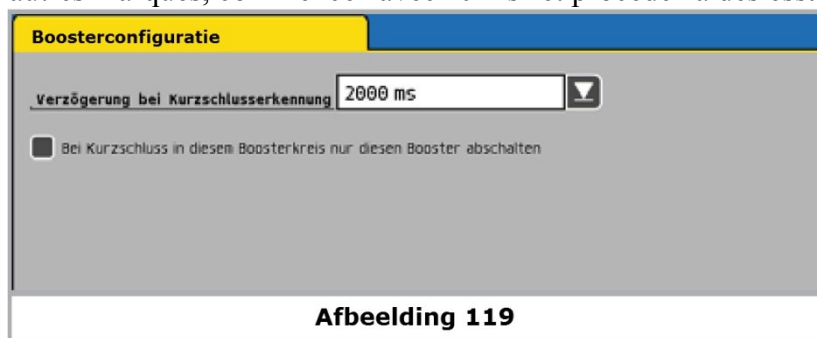 Boosterconfiguratie
Verzögerung bei Kurzschlusserkennung 2000 ms
Bei Kurzschluss in diesem Boosterkreis nur diesen Booster abschalten
Afbeelding 119